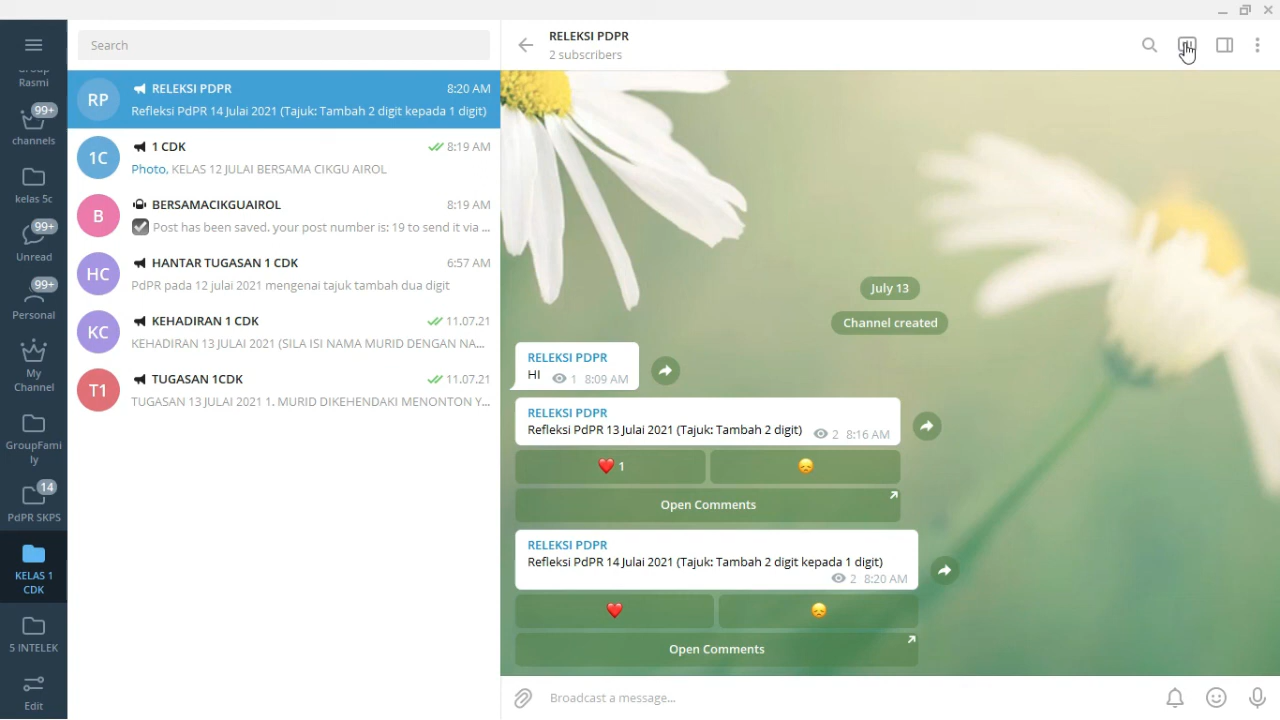 Search
RELEKSI PDPR
2 subscribers
Group
Rasmi
99+
channels
kelas 5c
99+
Unread
99+
Personal
My
Channel
GroupFami
ly
14
PdPR SKPS
KELAS 1
CDK
5 INTELEK
Edit
RP
RELEKSI PDPR 8:20 AM
Refleksi PdPR 14 Julai 2021 (Tajuk: Tambah 2 digit kepada 1 digit)
1C
1 CDK 8:19 AM
Photo, KELAS 12 JULAI BERSAMA CIKGU AIROL
B
BERSAMACIKGUAIROL 8:19 AM
Post has been saved. your post number is: 19 to send it via ...
HC
HANTAR TUGASAN 1 CDK 6:57 AM
PdPR pada 12 julai 2021 mengenai tajuk tambah dua digit
KC
KEHADIRAN 1 CDK 11.07.21
KEHADIRAN 13 JULAI 2021 (SILA ISI NAMA MURID DENGAN NA...
T1
TUGASAN 1CDK 11.07.21
TUGASAN 13 JULAI 2021 1. MURID DIKEHENDAKI MENONTON Y...
July 13
Channel created
RELEKSI PDPR
HI 1 8:09 AM
RELEKSI PDPR
Refleksi PdPR 13 Julai 2021 (Tajuk: Tambah 2 digit) 2 8:16 AM
❤️ 1 😞
Open Comments
RELEKSI PDPR
Refleksi PdPR 14 Julai 2021 (Tajuk: Tambah 2 digit kepada 1 digit)
2 8:20 AM
❤️ 😞
Open Comments
Broadcast a message...